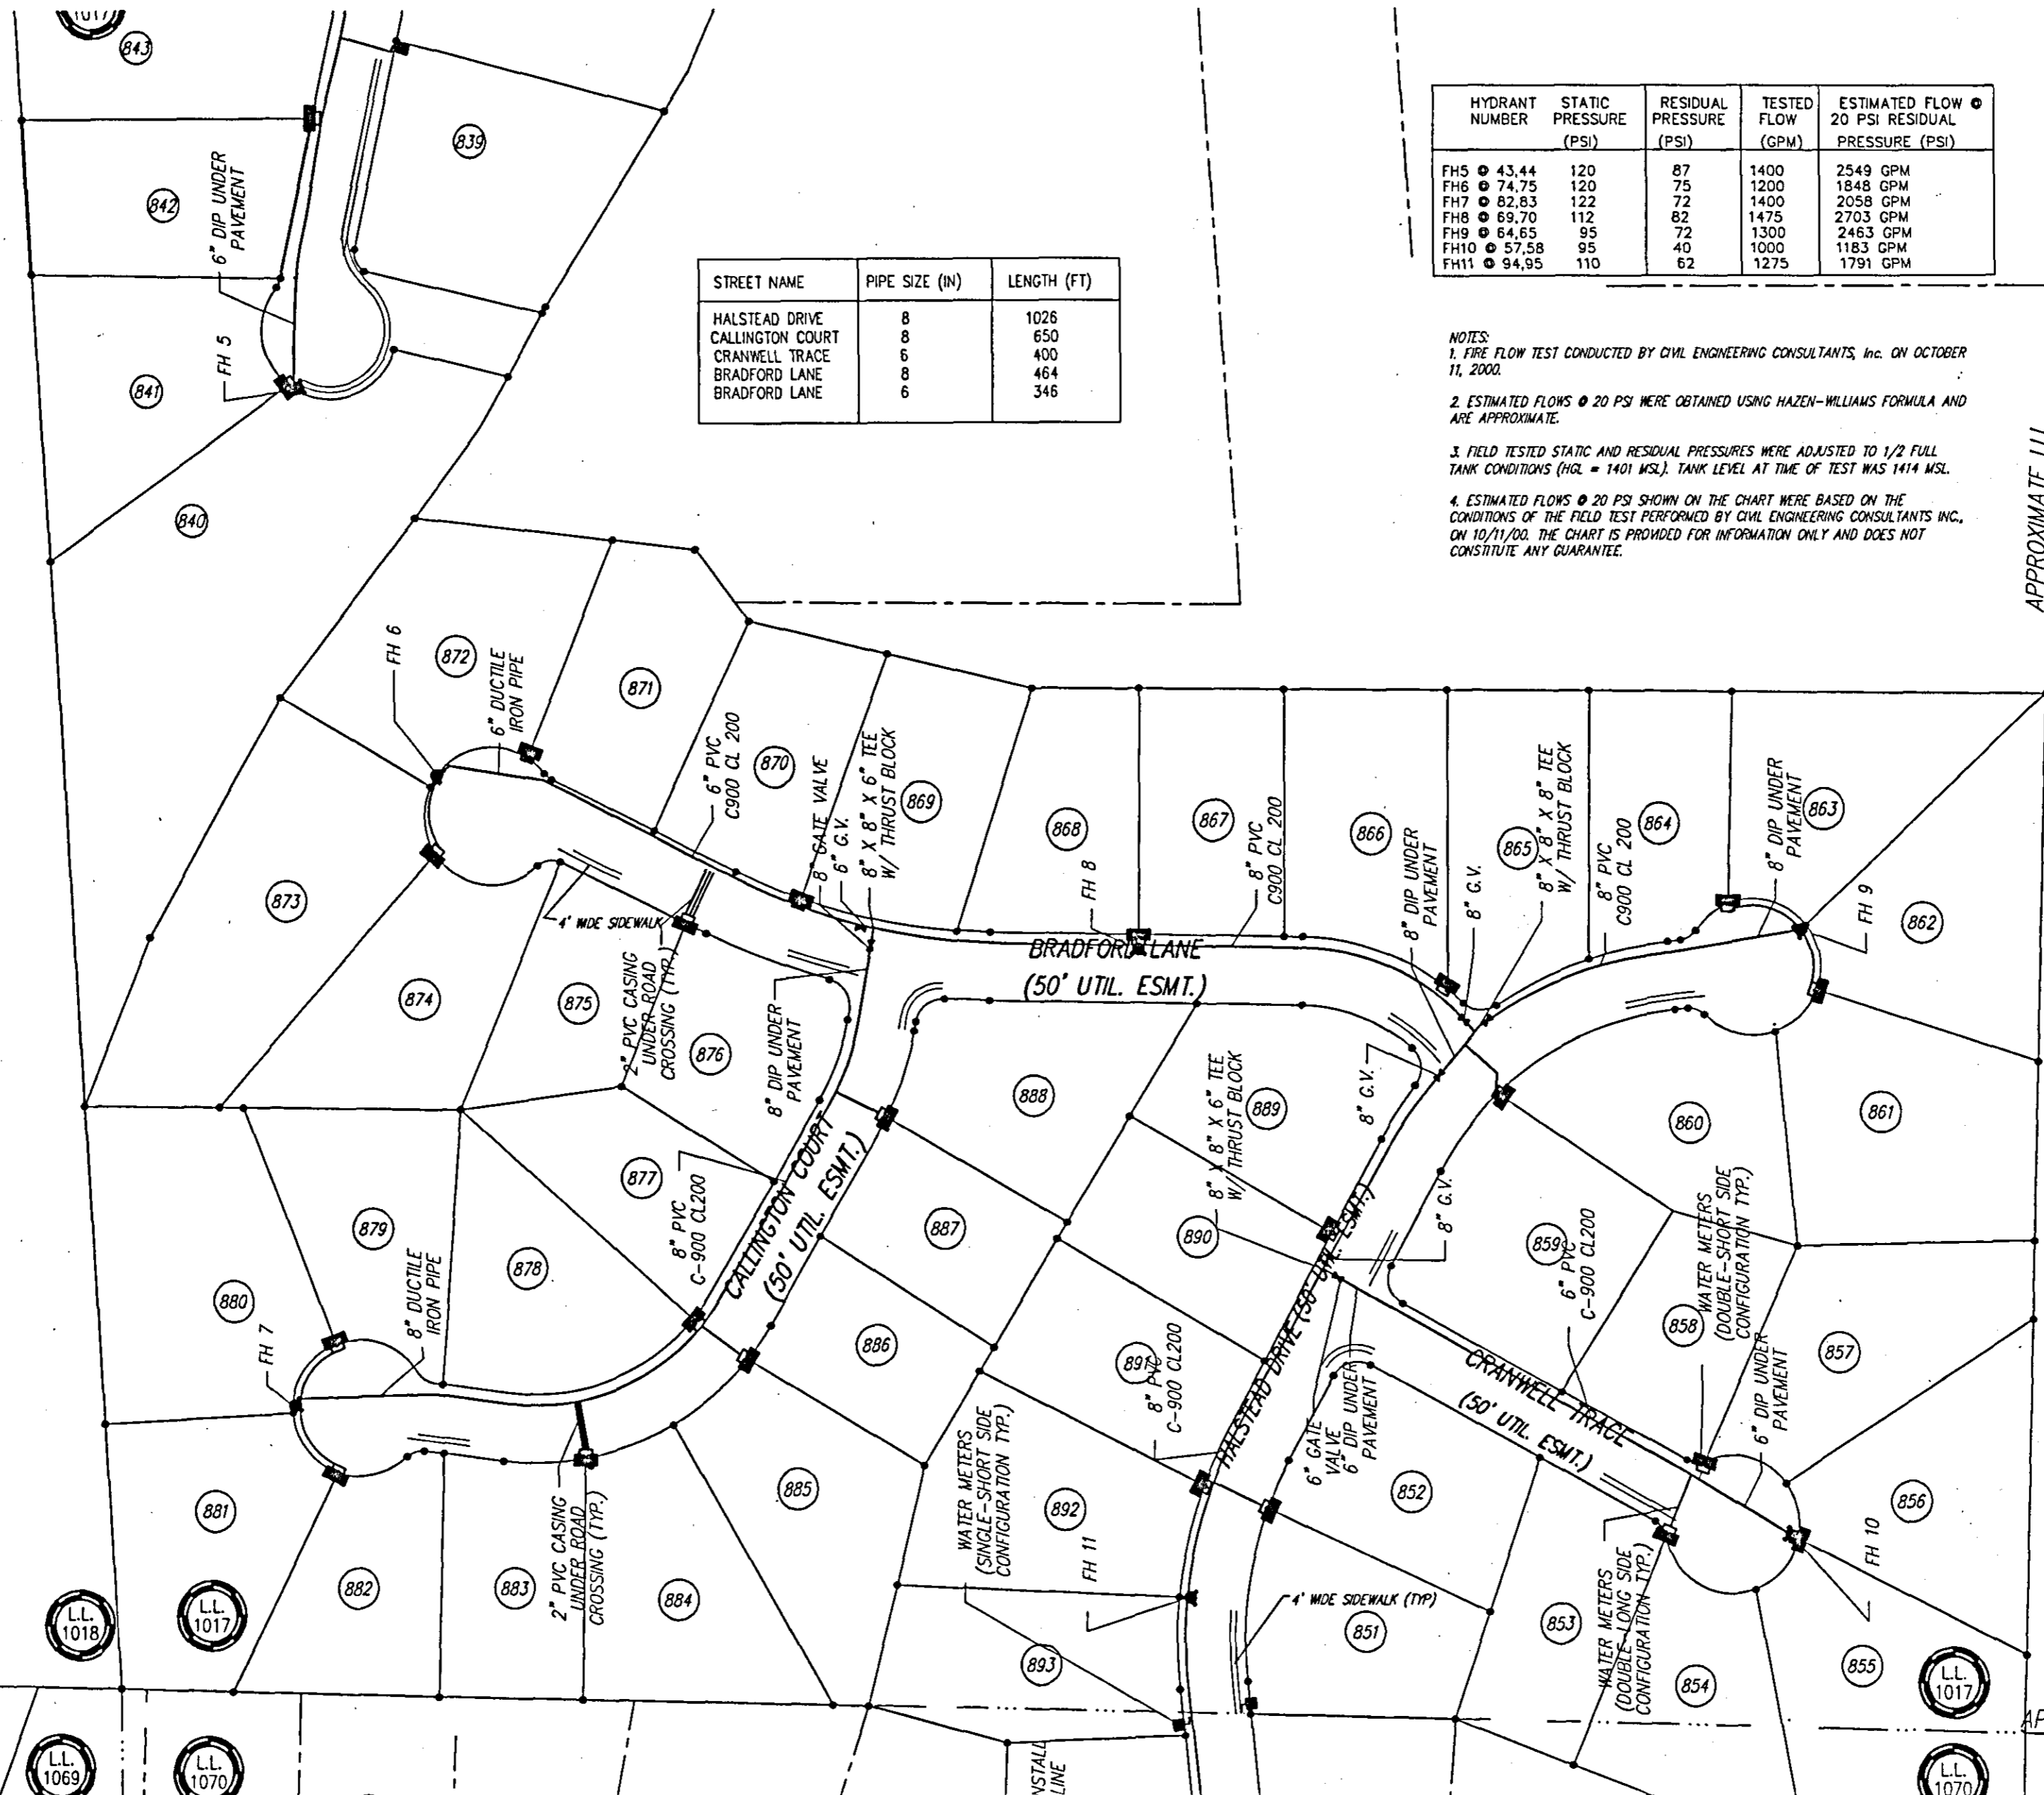 1017
843
839
842
6" DIP UNDER
PAVEMENT
FH 5
841
840
HYDRANT NUMBER STATIC PRESSURE (PSI) RESIDUAL PRESSURE (PSI) TESTED FLOW (GPM) ESTIMATED FLOW @ 20 PSI RESIDUAL PRESSURE (PSI)
FH5 @ 43,44 120 87 1400 2549 GPM
FH6 @ 74,75 120 75 1200 1848 GPM
FH7 @ 82,83 122 72 1400 2058 GPM
FH8 @ 69,70 112 82 1475 2703 GPM
FH9 @ 64,65 95 72 1300 2463 GPM
FH10 @ 57,58 95 40 1000 1183 GPM
FH11 @ 94,95 110 62 1275 1791 GPM
STREET NAME PIPE SIZE (IN) LENGTH (FT)
HALSTEAD DRIVE 8 1026
CALLINGTON COURT 8 650
CRANWELL TRACE 6 400
BRADFORD LANE 8 464
BRADFORD LANE 6 346
NOTES:
1. FIRE FLOW TEST CONDUCTED BY CIVIL ENGINEERING CONSULTANTS, Inc. ON OCTOBER
11, 2000.
2. ESTIMATED FLOWS @ 20 PSI WERE OBTAINED USING HAZEN-WILLIAMS FORMULA AND
ARE APPROXIMATE.
3. FIELD TESTED STATIC AND RESIDUAL PRESSURES WERE ADJUSTED TO 1/2 FULL
TANK CONDITIONS (HGL = 1401 MSL). TANK LEVEL AT TIME OF TEST WAS 1414 MSL.
4. ESTIMATED FLOWS @ 20 PSI SHOWN ON THE CHART WERE BASED ON THE
CONDITIONS OF THE FIELD TEST PERFORMED BY CIVIL ENGINEERING CONSULTANTS INC.,
ON 10/11/00. THE CHART IS PROVIDED FOR INFORMATION ONLY AND DOES NOT
CONSTITUTE ANY GUARANTEE.
APPROXIMATE
FH 6
872
6" DUCTILE
IRON PIPE
871
6" PVC
C900 CL 200
870
8" GATE VALVE
6" G.V.
8" X 8" X 6" TEE
W/ THRUST BLOCK
869
868
FH 8
867
8" PVC
C900 CL 200
866
8" DIP UNDER
PAVEMENT
8" G.V.
865
8" X 8" X 8" TEE
W/ THRUST BLOCK
8" PVC
C900 CL 200
864
8" DIP UNDER
PAVEMENT
863
FH 9
862
873
4' WIDE SIDEWALK
874
875
2" PVC CASING
UNDER ROAD
CROSSING (TYP.)
876
8" DIP UNDER
PAVEMENT
BRADFORD LANE
(50' UTIL. ESMT.)
888
8" X 8" X 6" TEE
W/ THRUST BLOCK
889
8" G.V.
860
861
877
8" PVC
C-900 CL200
CALLINGTON COURT
(50' UTIL. ESMT.)
887
890
8" G.V.
859
6" PVC
C-900 CL200
WATER METERS
(DOUBLE-SHORT SIDE
CONFIGURATION TYP.)
858
857
879
880
FH 7
8" DUCTILE
IRON PIPE
878
886
891
8" PVC
C-900 CL200
HALSTEAD DRIVE (50' UTIL. ESMT.)
6" GATE
VALVE
6" DIP UNDER
PAVEMENT
CRANWELL TRACE
(50' UTIL. ESMT.)
6" DIP UNDER
PAVEMENT
881
885
WATER METERS
(SINGLE-SHORT SIDE
CONFIGURATION TYP.)
892
FH 11
852
856
FH 10
882
883
2" PVC CASING
UNDER ROAD
CROSSING (TYP.)
884
893
4' WIDE SIDEWALK (TYP)
851
853
WATER METERS
(DOUBLE-LONG SIDE
CONFIGURATION TYP.)
854
855
L.L.
1018
L.L.
1017
L.L.
1017
AP
L.L.
1069
L.L.
1070
NSTALL
LINE
L.L.
1070